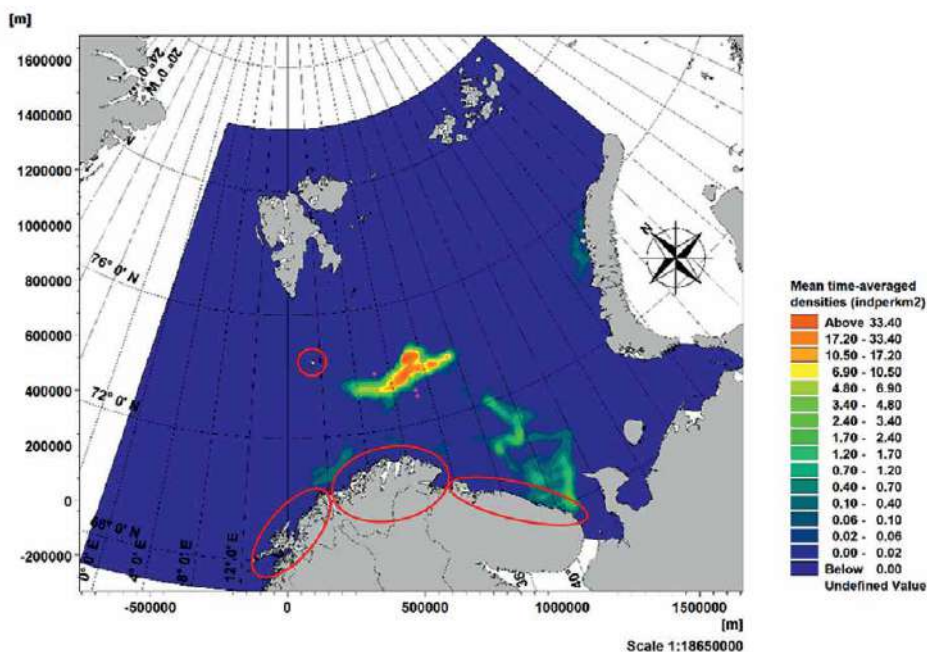 [m]
1600000
1400000
1200000
1000000
800000
600000
400000
200000
0
-200000
-500000
0
500000
1000000
1500000
[m]
Scale 1:18650000
24°0'
20°0' W
N
76°0' N
72°0' N
68°0' N
0°0' E
4°0' E
8°0' E
12°0' E
N
Mean time-averaged
densities (indperkm2)
Above 33.40
17.20 - 33.40
10.50 - 17.20
6.90 - 10.50
4.80 - 6.90
3.40 - 4.80
2.40 - 3.40
1.70 - 2.40
1.20 - 1.70
0.70 - 1.20
0.40 - 0.70
0.10 - 0.40
0.06 - 0.10
0.02 - 0.06
0.00 - 0.02
Below 0.00
Undefined Value